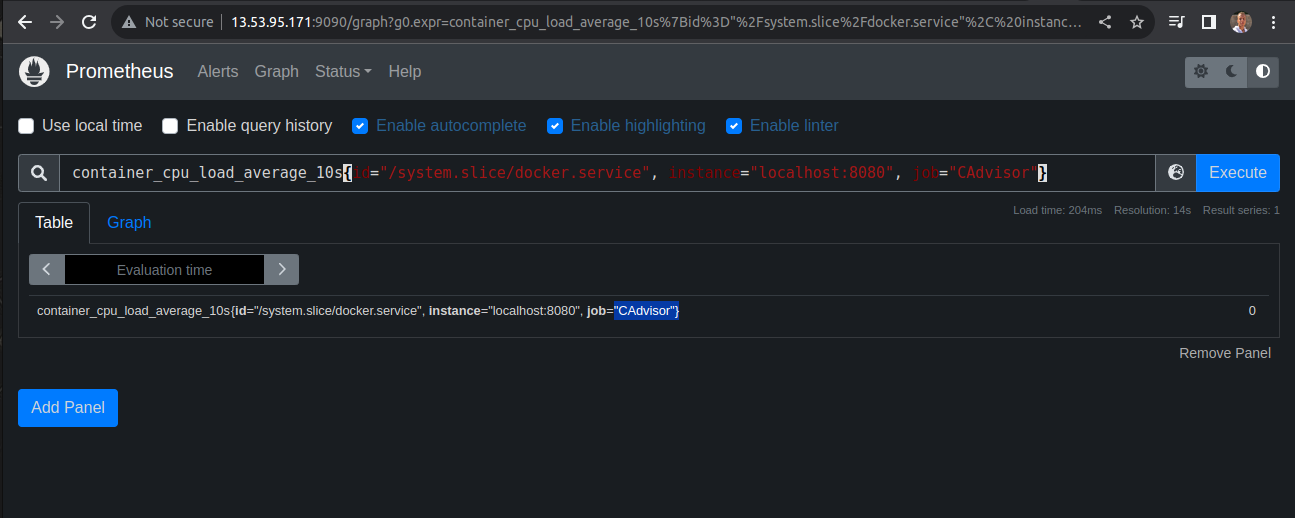 Not secure 13.53.95.171:9090/graph?g0.expr=container_cpu_load_average_10s%7Bid%3D"%2Fsystem.slice%2Fdocker.service"%2C%20instanc...
Prometheus Alerts Graph Status Help
Use local time Enable query history Enable autocomplete Enable highlighting Enable linter
container_cpu_load_average_10s{id="/system.slice/docker.service", instance="localhost:8080", job="CAdvisor"} Execute
Load time: 204ms Resolution: 14s Result series: 1
Table Graph
Evaluation time
container_cpu_load_average_10s{id="/system.slice/docker.service", instance="localhost:8080", job="CAdvisor"} 0
Remove Panel
Add Panel